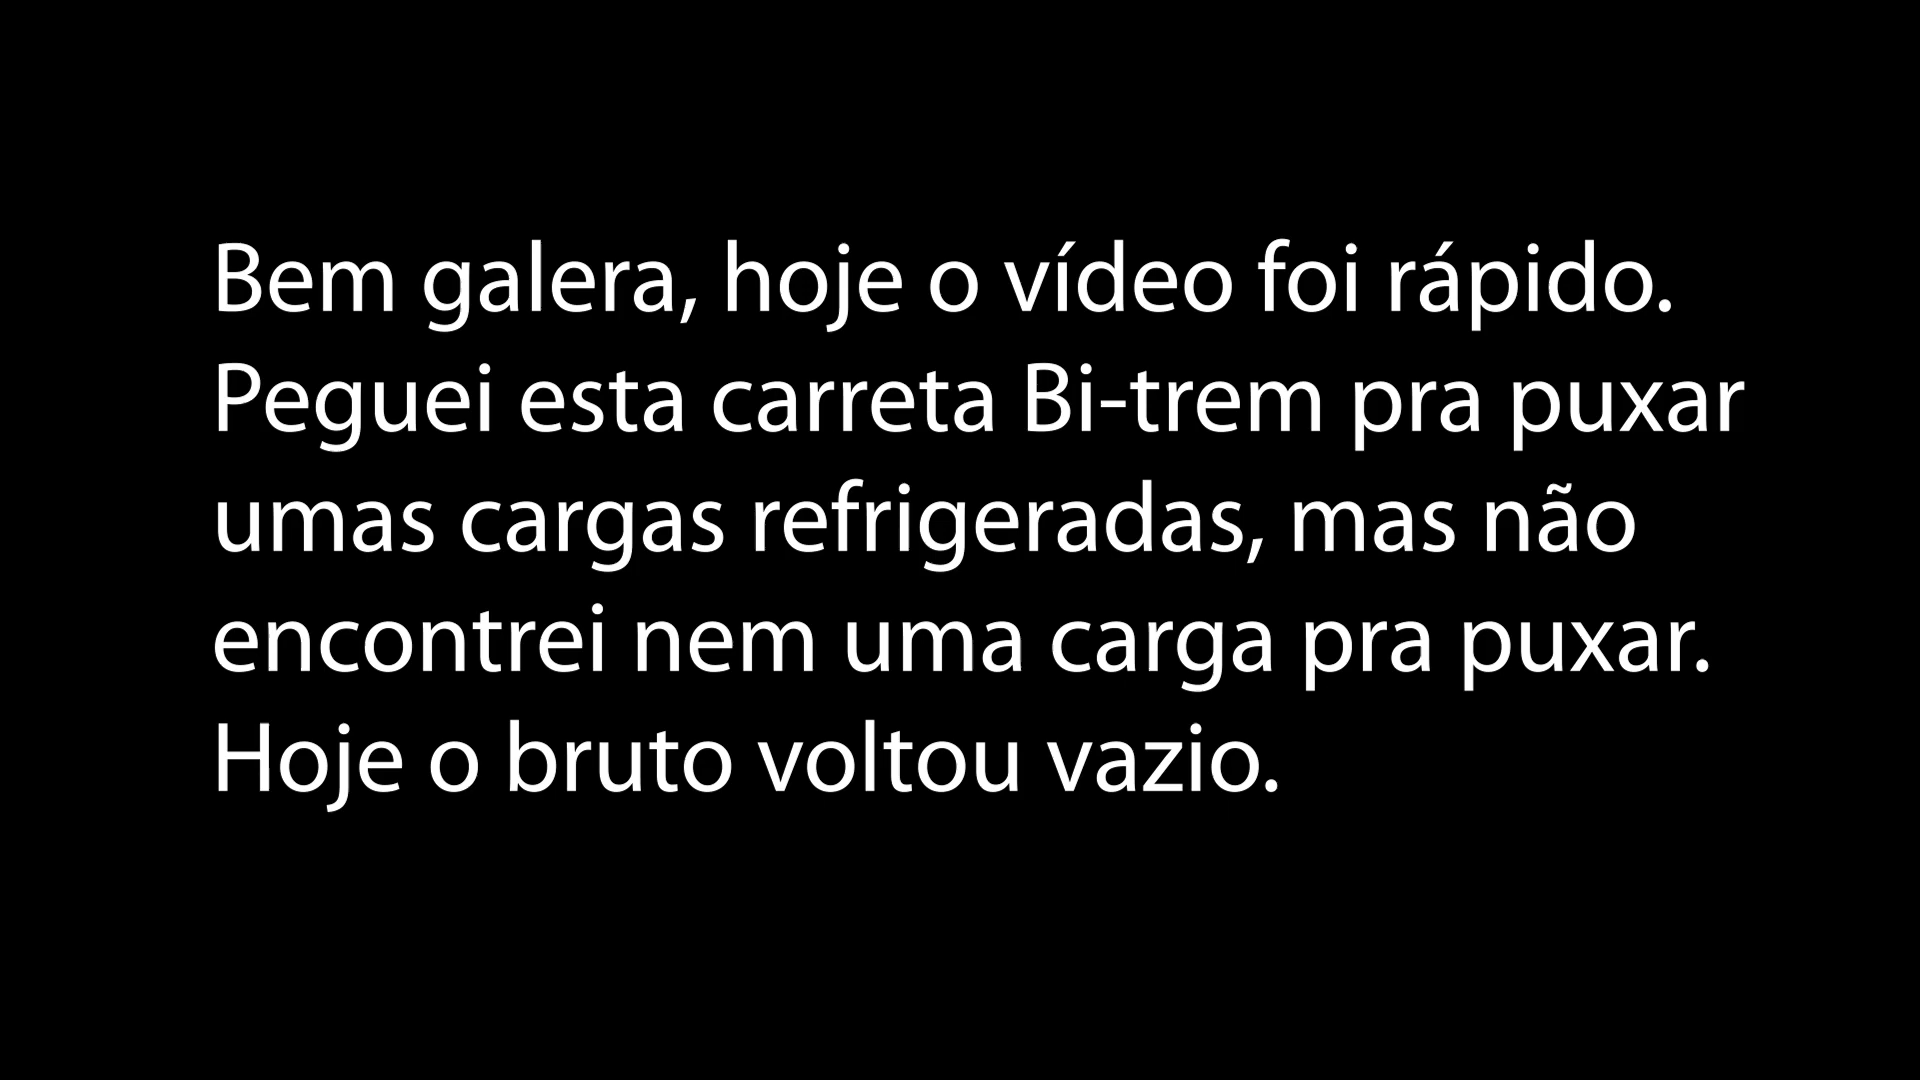 Bem galera, hoje o vídeo foi rápido.
Peguei esta carreta Bi-trem pra puxar
umas cargas refrigeradas, mas não
encontrei nem uma carga pra puxar.
Hoje o bruto voltou vazio.